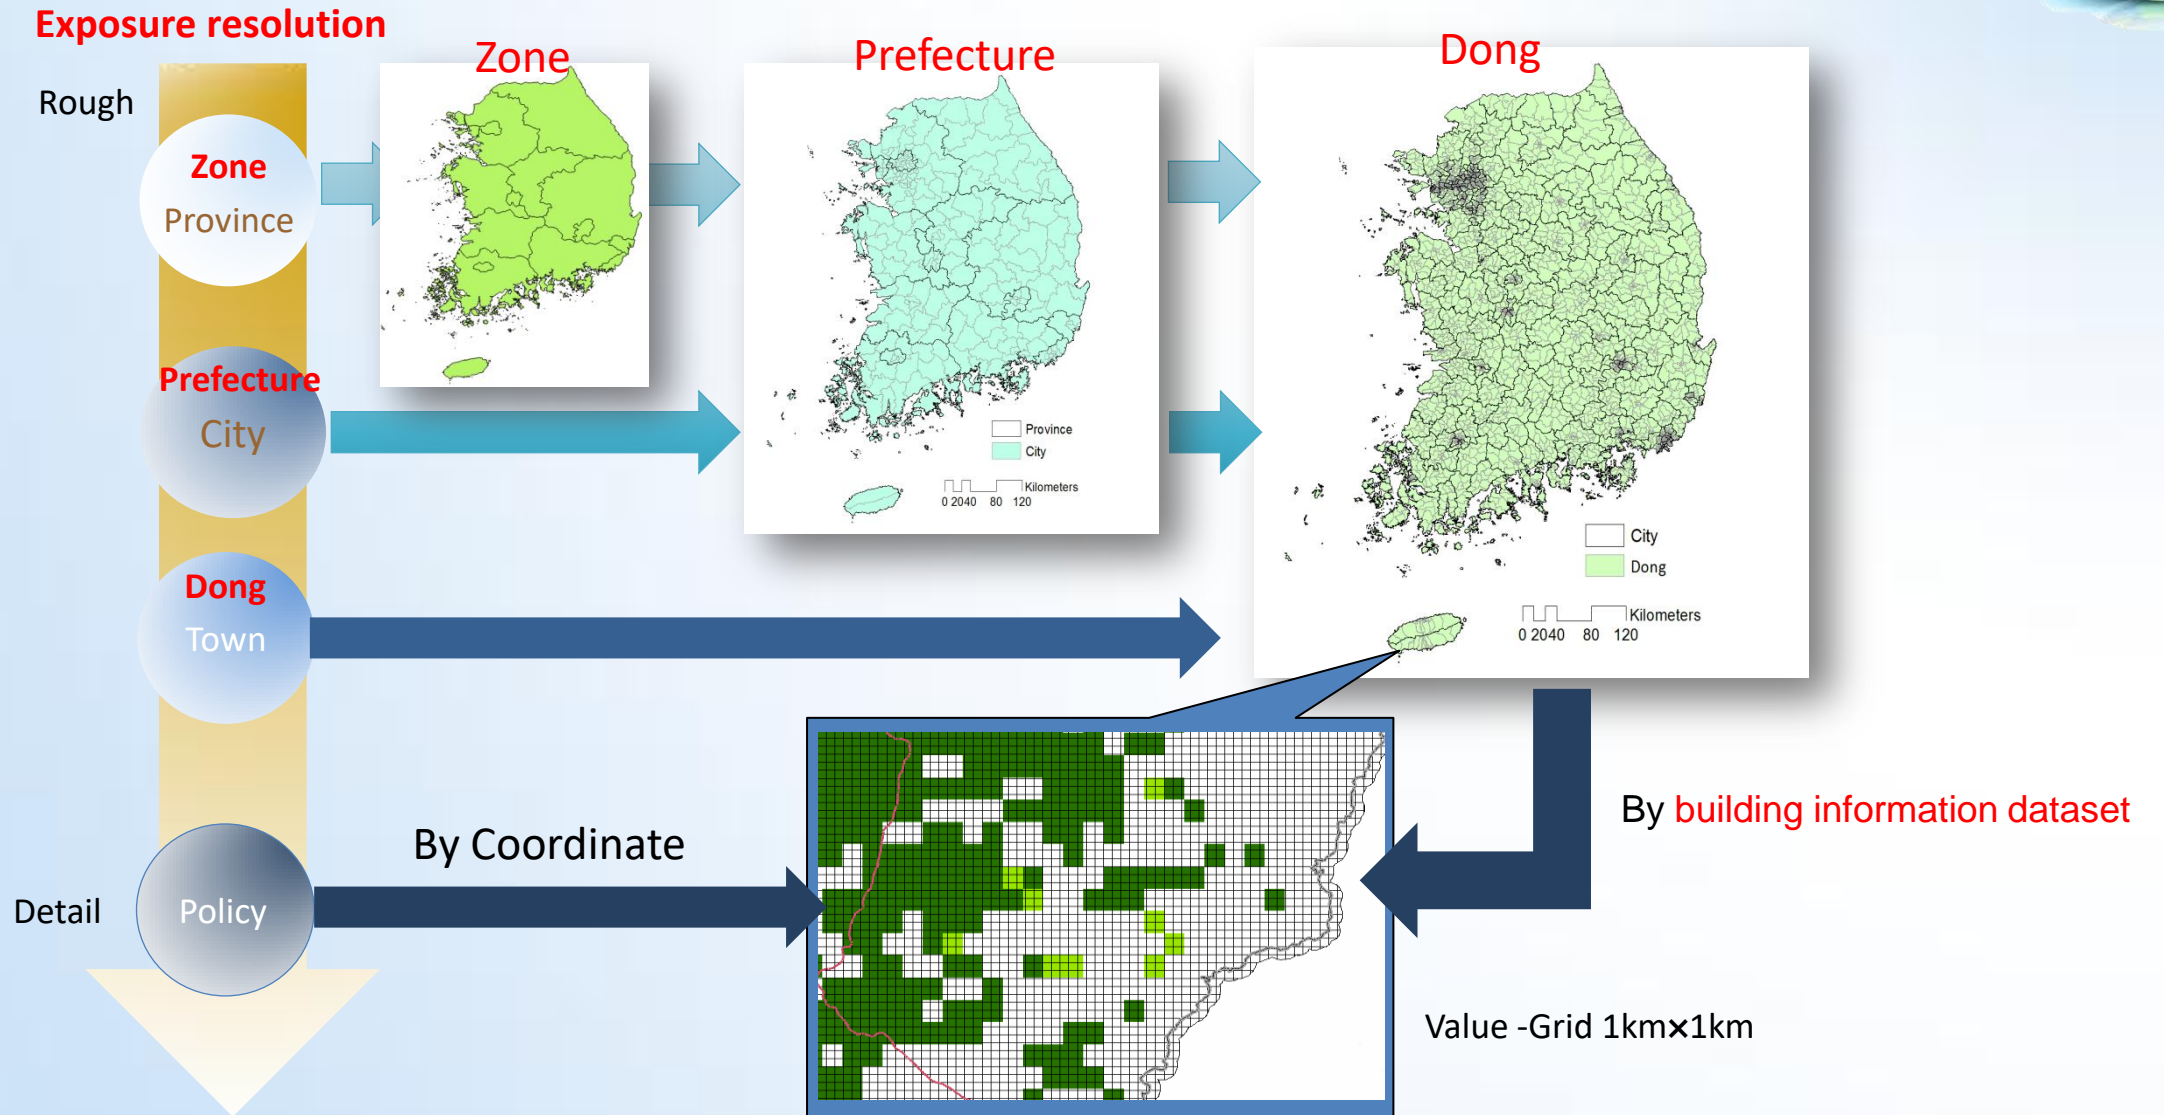 Exposure resolution
Rough
Zone
Province
Prefecture
City
Dong
Town
Detail
Policy
Zone
Prefecture
Province
City
Kilometers
0 2040 80 120
Dong
City
Dong
Kilometers
0 2040 80 120
By Coordinate
By building information dataset
Value -Grid 1km×1km